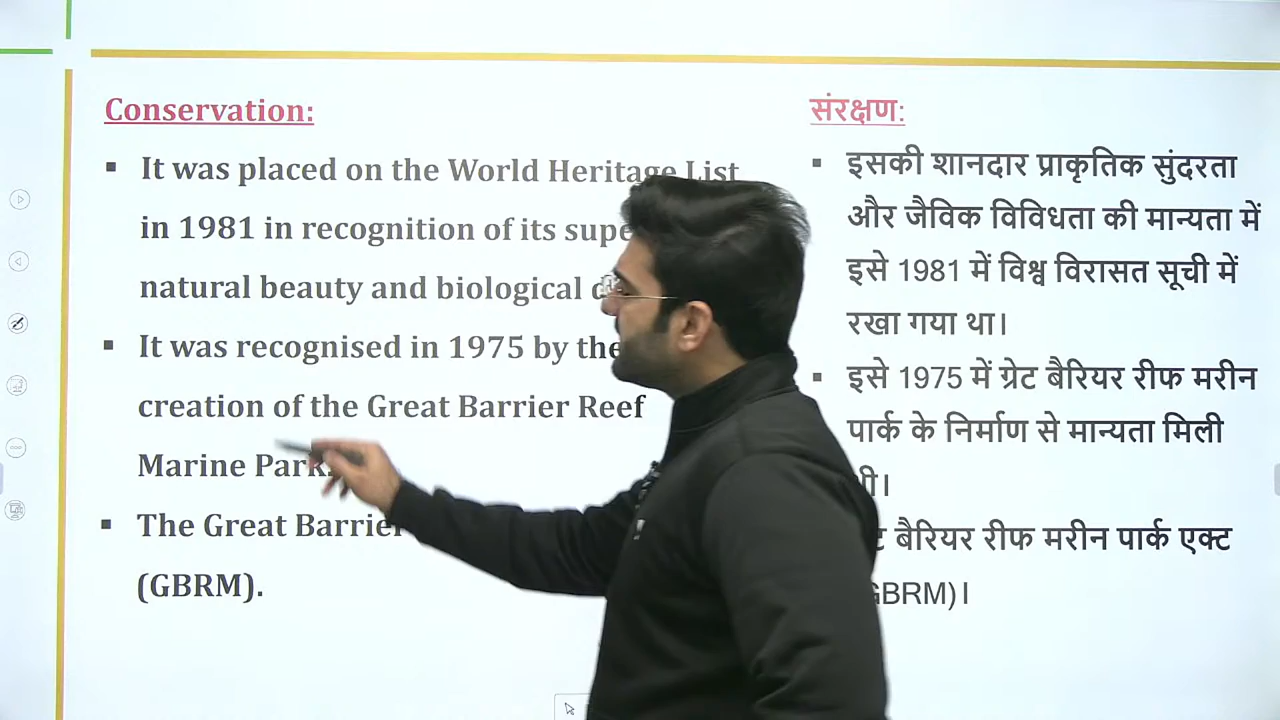 Conservation:
▪ It was placed on the World Heritage List
in 1981 in recognition of its
natural beauty and biological
▪ It was recognised in 1975 by the
creation of the Great Barrier Reef
Marine Park.
▪ The Great Barrier
(GBRM).
संरक्षण:
▪ इसकी शानदार प्राकृतिक सुंदरता
और जैविक विविधता की मान्यता में
इसे 1981 में विश्व विरासत सूची में
रखा गया था।
▪ इसे 1975 में ग्रेट बैरियर रीफ मरीन
पार्क के निर्माण से मान्यता मिली
थी।
बैरियर रीफ मरीन पार्क एक्ट
GBRM)।